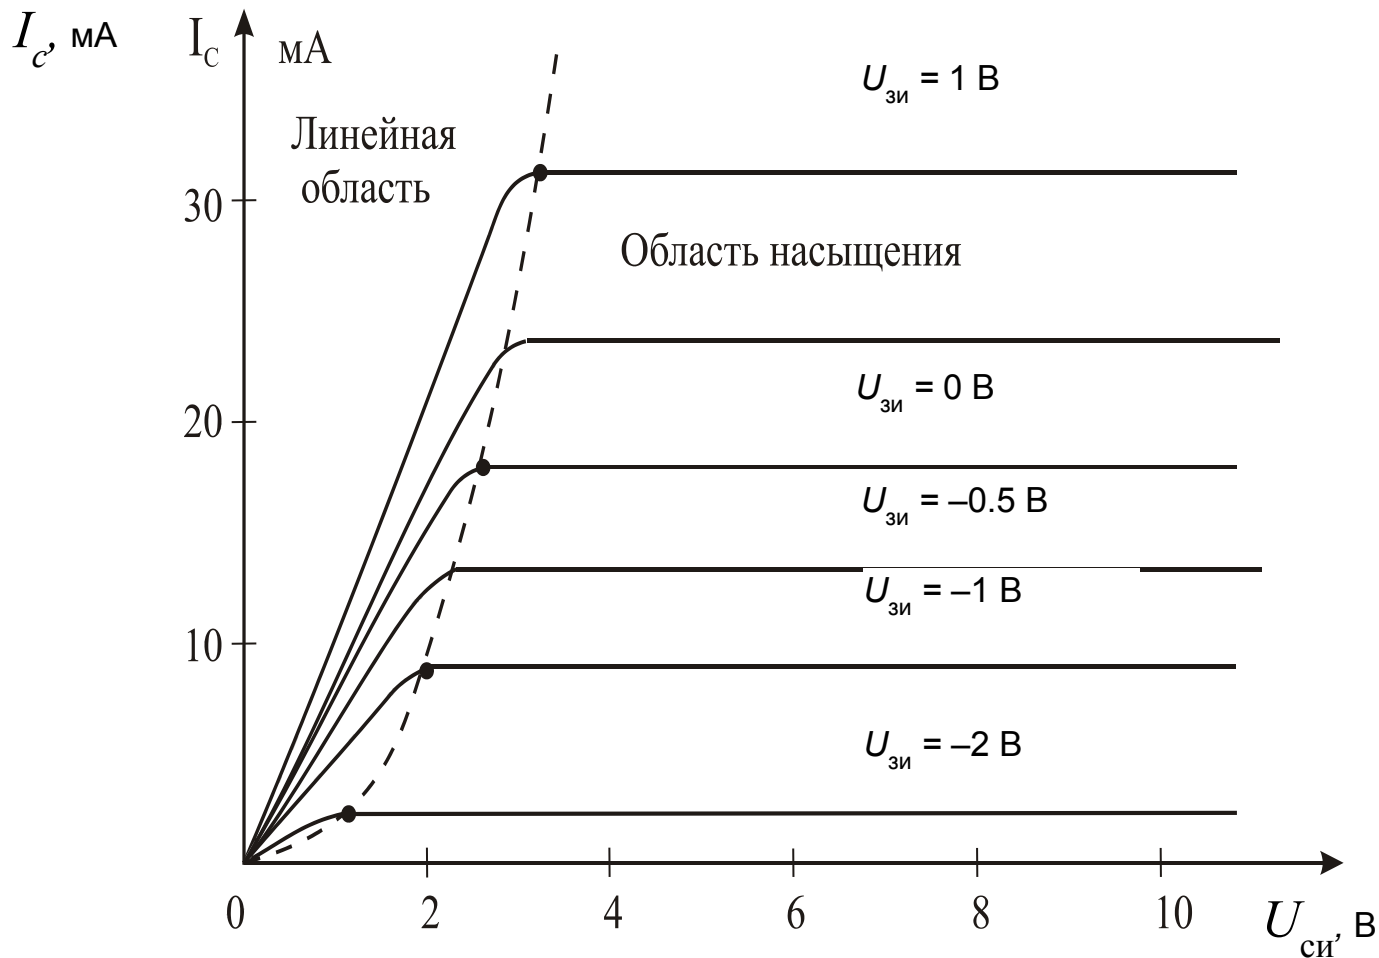 I_c, мА
I_C мА
U_зи = 1 В
Линейная
область
30
Область насыщения
U_зи = 0 В
20
U_зи = –0.5 В
U_зи = –1 В
10
U_зи = –2 В
0 2 4 6 8 10 U_си, В